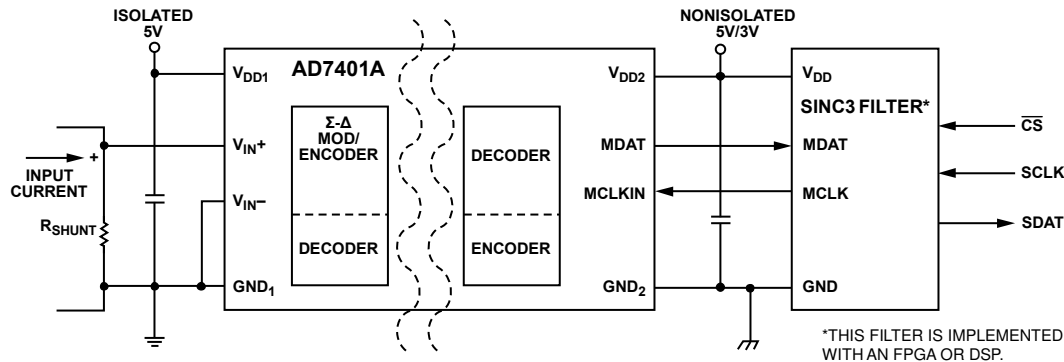 ISOLATED
5V
NONISOLATED
5V/3V
AD7401A
VDD1
VIN+
VIN–
GND1
Σ-Δ
MOD/
ENCODER
DECODER
DECODER
ENCODER
VDD2
MDAT
MCLKIN
GND2
VDD
SINC3 FILTER*
MDAT
MCLK
GND
CS
SCLK
SDAT
+
INPUT
CURRENT
RSHUNT
*THIS FILTER IS IMPLEMENTED
WITH AN FPGA OR DSP.